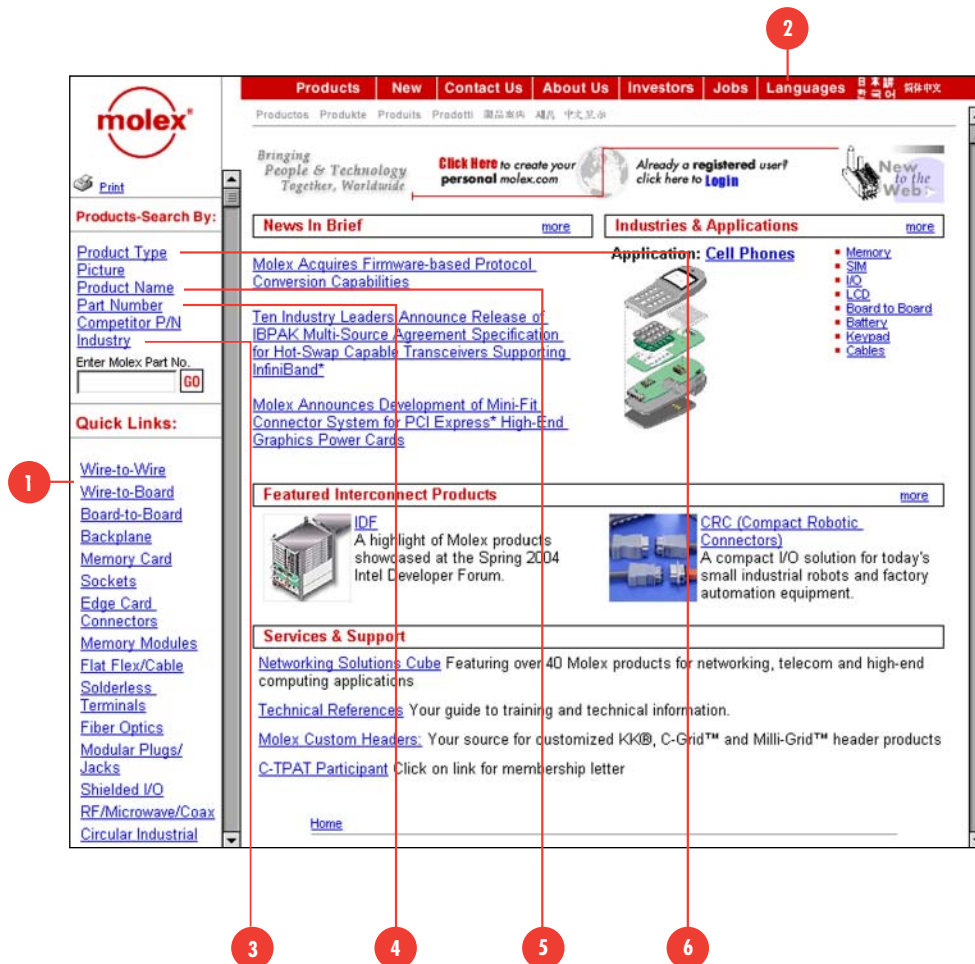 2
molex®
Products New Contact Us About Us Investors Jobs Languages 日本語 한국어 简体中文
Productos Produkte Produits Prodotti
Bringing
People & Technology
Together, Worldwide
Click Here to create your
personal molex.com
Already a registered user?
click here to Login
New
to the
Web
Print
Products-Search By:
Product Type
Picture
Product Name
Part Number
Competitor P/N
Industry
Enter Molex Part No.
GO
Quick Links:
1
Wire-to-Wire
Wire-to-Board
Board-to-Board
Backplane
Memory Card
Sockets
Edge Card
Connectors
Memory Modules
Flat Flex/Cable
Solderless
Terminals
Fiber Optics
Modular Plugs/
Jacks
Shielded I/O
RF/Microwave/Coax
Circular Industrial
News In Brief more
Molex Acquires Firmware-based Protocol
Conversion Capabilities
Ten Industry Leaders Announce Release of
IBPAK Multi-Source Agreement Specification
for Hot-Swap Capable Transceivers Supporting
InfiniBand*
Molex Announces Development of Mini-Fit
Connector System for PCI Express* High-End
Graphics Power Cards
Industries & Applications more
Application: Cell Phones
Memory
SIM
I/O
LCD
Board to Board
Battery
Keypad
Cables
Featured Interconnect Products more
IDF
A highlight of Molex products
showcased at the Spring 2004
Intel Developer Forum.
CRC (Compact Robotic
Connectors)
A compact I/O solution for today's
small industrial robots and factory
automation equipment.
Services & Support
Networking Solutions Cube Featuring over 40 Molex products for networking, telecom and high-end
computing applications
Technical References Your guide to training and technical information.
Molex Custom Headers: Your source for customized KK®, C-Grid™ and Milli-Grid™ header products
C-TPAT Participant Click on link for membership letter
Home
3 4 5 6